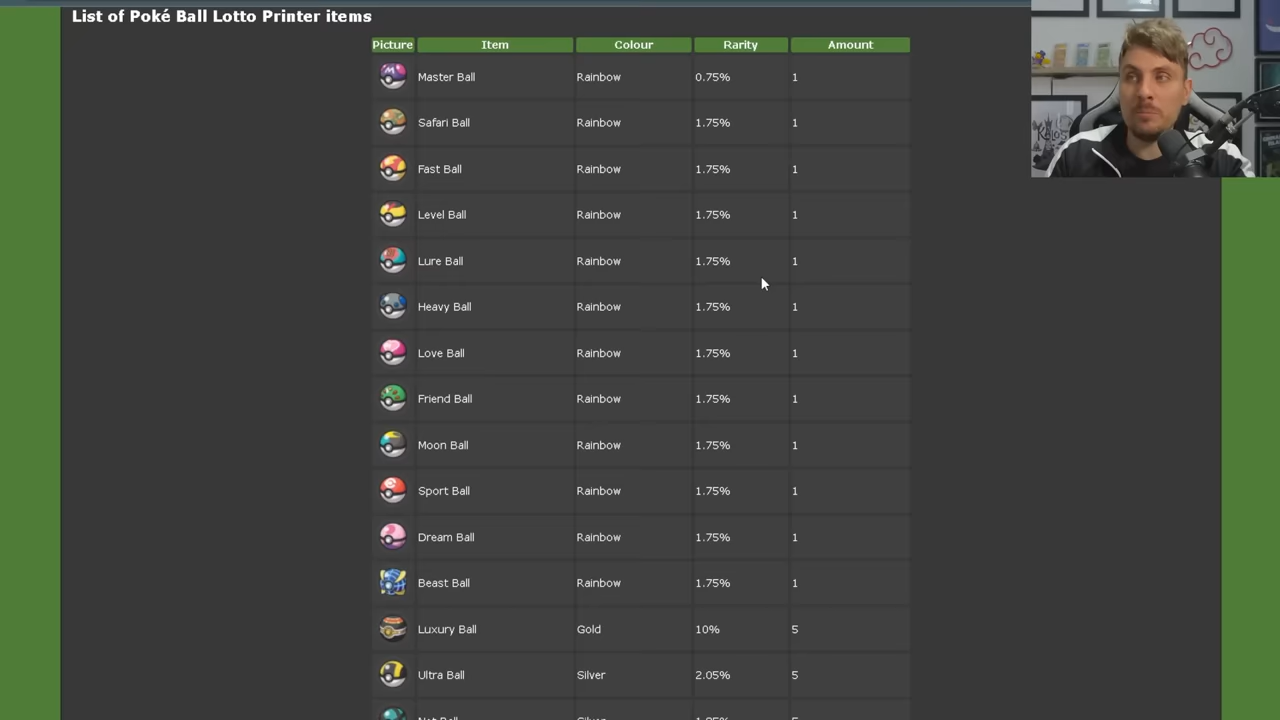 List of Poké Ball Lotto Printer items
Picture Item Colour Rarity Amount
Master Ball Rainbow 0.75% 1
Safari Ball Rainbow 1.75% 1
Fast Ball Rainbow 1.75% 1
Level Ball Rainbow 1.75% 1
Lure Ball Rainbow 1.75% 1
Heavy Ball Rainbow 1.75% 1
Love Ball Rainbow 1.75% 1
Friend Ball Rainbow 1.75% 1
Moon Ball Rainbow 1.75% 1
Sport Ball Rainbow 1.75% 1
Dream Ball Rainbow 1.75% 1
Beast Ball Rainbow 1.75% 1
Luxury Ball Gold 10% 5
Ultra Ball Silver 2.05% 5